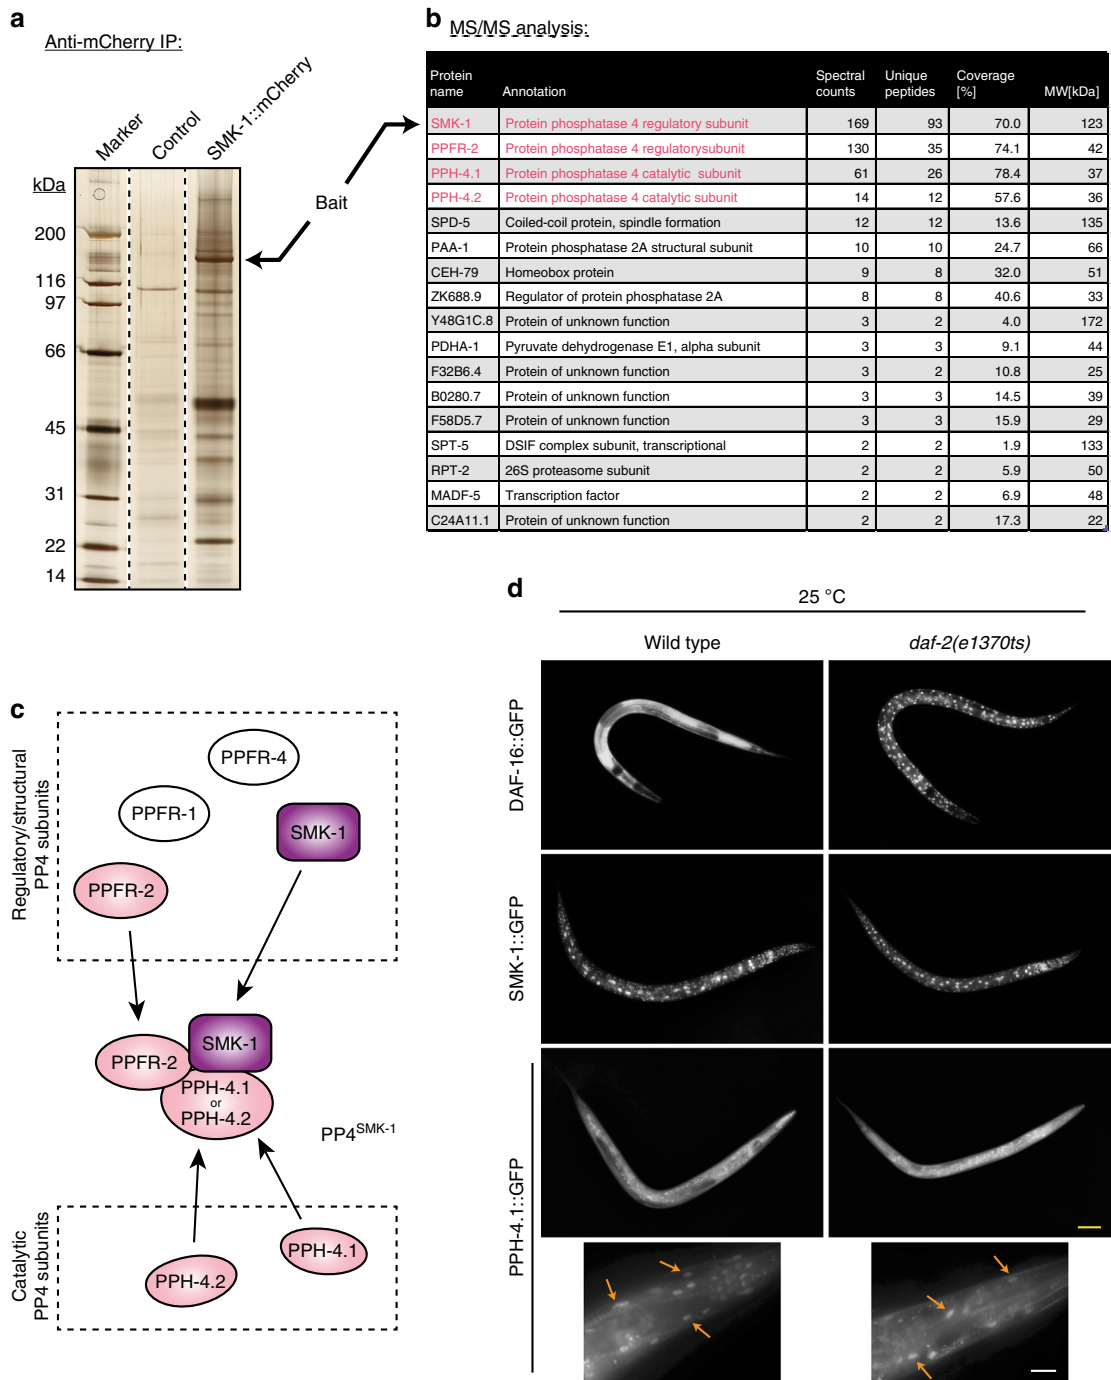 a
Anti-mCherry IP:
Marker
Control
SMK-1::mCherry
kDa
200
116
97
66
45
31
22
14
Bait
b
MS/MS analysis:
Protein name Annotation Spectral counts Unique peptides Coverage [%] MW[kDa]
SMK-1 Protein phosphatase 4 regulatory subunit 169 93 70.0 123
PPFR-2 Protein phosphatase 4 regulatorysubunit 130 35 74.1 42
PPH-4.1 Protein phosphatase 4 catalytic subunit 61 26 78.4 37
PPH-4.2 Protein phosphatase 4 catalytic subunit 14 12 57.6 36
SPD-5 Coiled-coil protein, spindle formation 12 12 13.6 135
PAA-1 Protein phosphatase 2A structural subunit 10 10 24.7 66
CEH-79 Homeobox protein 9 8 32.0 51
ZK688.9 Regulator of protein phosphatase 2A 8 8 40.6 33
Y48G1C.8 Protein of unknown function 3 2 4.0 172
PDHA-1 Pyruvate dehydrogenase E1, alpha subunit 3 3 9.1 44
F32B6.4 Protein of unknown function 3 2 10.8 25
B0280.7 Protein of unknown function 3 3 14.5 39
F58D5.7 Protein of unknown function 3 3 15.9 29
SPT-5 DSIF complex subunit, transcriptional 2 2 1.9 133
RPT-2 26S proteasome subunit 2 2 5.9 50
MADF-5 Transcription factor 2 2 6.9 48
C24A11.1 Protein of unknown function 2 2 17.3 22
c
Regulatory/structural
PP4 subunits
PPFR-4
PPFR-1
SMK-1
PPFR-2
SMK-1
PPFR-2
PPH-4.1
or
PPH-4.2
PP4SMK-1
Catalytic
PP4 subunits
PPH-4.1
PPH-4.2
d
25 °C
Wild type
daf-2(e1370ts)
DAF-16::GFP
SMK-1::GFP
PPH-4.1::GFP